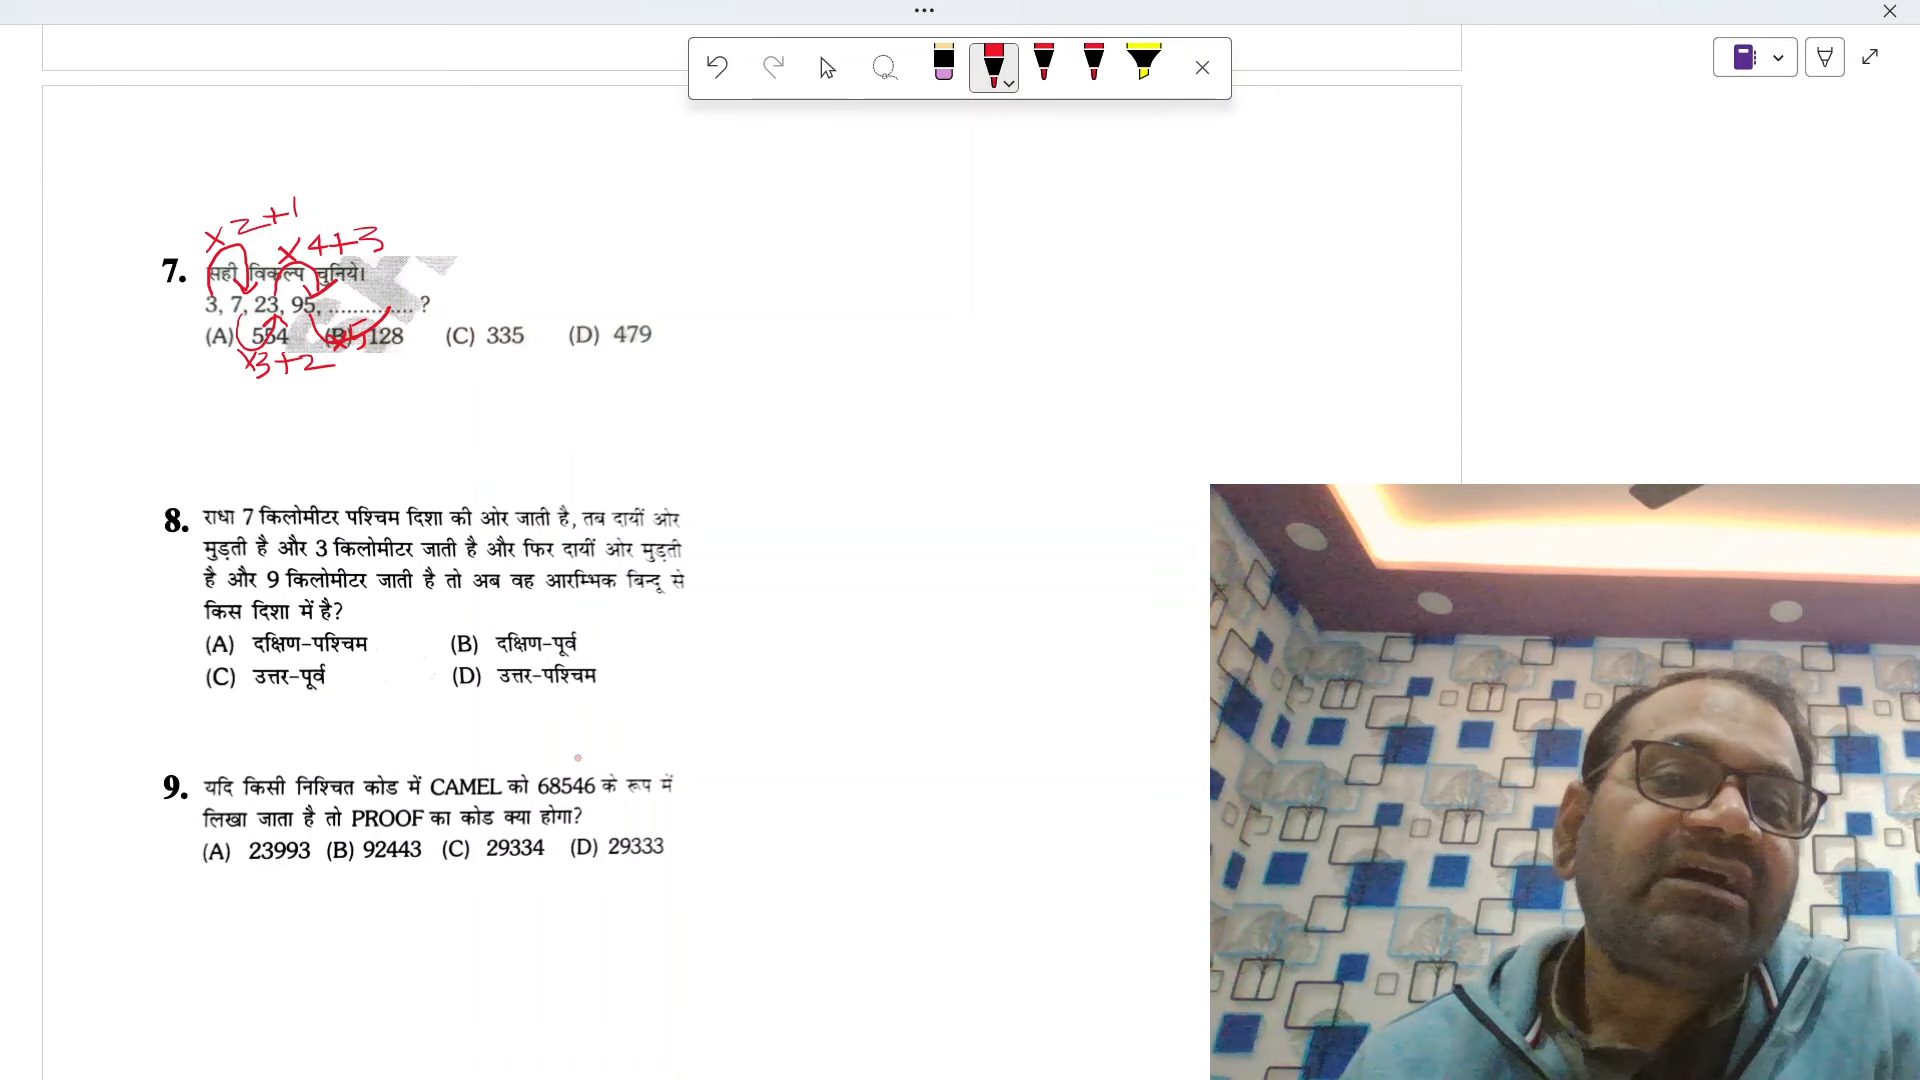 ×2+1
×4+3
7. सही विकल्प चुनिये।
3, 7, 23, 95, .............. ?
(A) 554 (B) 128 (C) 335 (D) 479
×5
×3+2
8. राधा 7 किलोमीटर पश्चिम दिशा की ओर जाती है, तब दायीं ओर
मुड़ती है और 3 किलोमीटर जाती है और फिर दायीं ओर मुड़ती
है और 9 किलोमीटर जाती है तो अब वह आरम्भिक बिन्दू से
किस दिशा में है?
(A) दक्षिण-पश्चिम (B) दक्षिण-पूर्व
(C) उत्तर-पूर्व (D) उत्तर-पश्चिम
9. यदि किसी निश्चित कोड में CAMEL को 68546 के रूप में
लिखा जाता है तो PROOF का कोड क्या होगा?
(A) 23993 (B) 92443 (C) 29334 (D) 29333